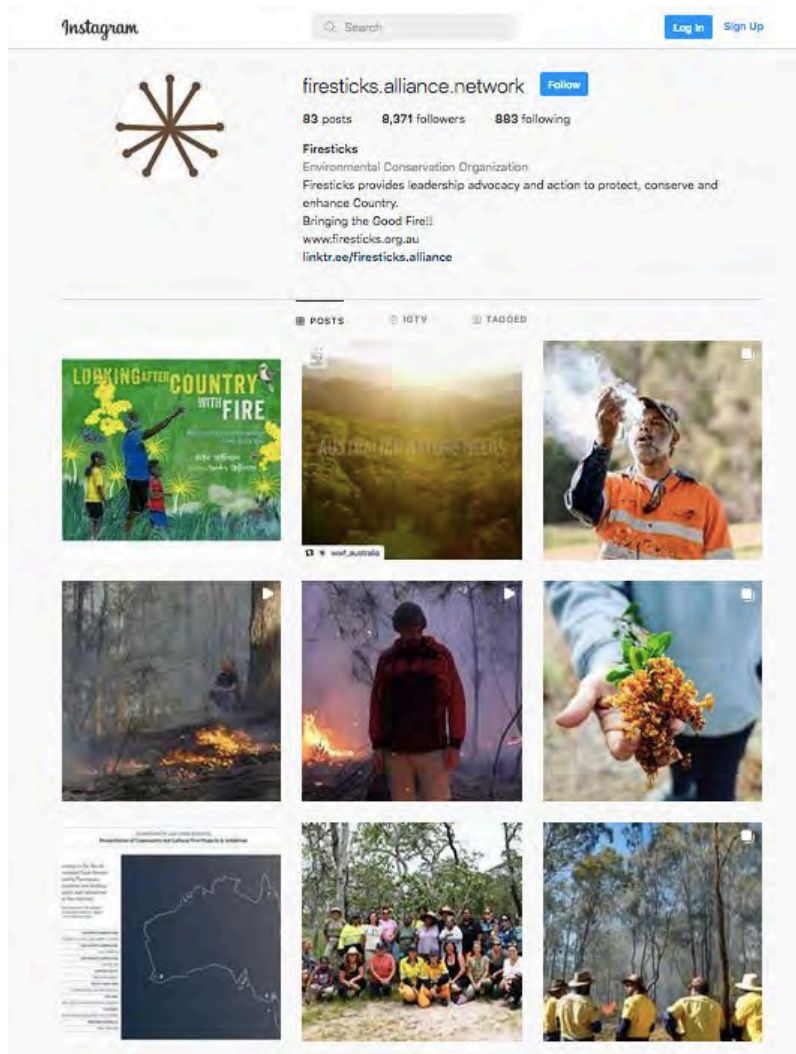 Instagram
Search
Log In
Sign Up
firesticks.alliance.network
Follow
83 posts 8,371 followers 883 following
Firesticks
Environmental Conservation Organization
Firesticks provides leadership advocacy and action to protect, conserve and
enhance Country.
Bringing the Good Fire!!
www.firesticks.org.au
linktr.ee/firesticks.alliance
POSTS
IGTV
TAGGED
LOOKING AFTER COUNTRY
WITH FIRE
wwf_australia